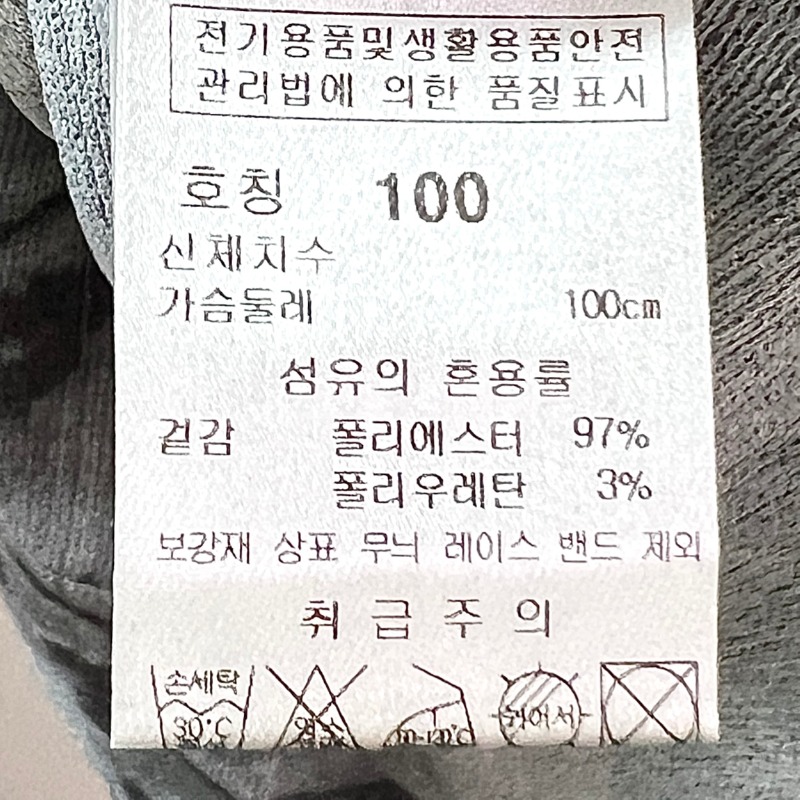 전기용품및생활용품안전
관리법에 의한 품질표시
호칭 100
신체치수
가슴둘레 100cm
섬유의 혼용률
겉감 폴리에스터 97%
폴리우레탄 3%
보강재 상표 무늬 레이스 밴드 제외
취급주의
손세탁
30°C